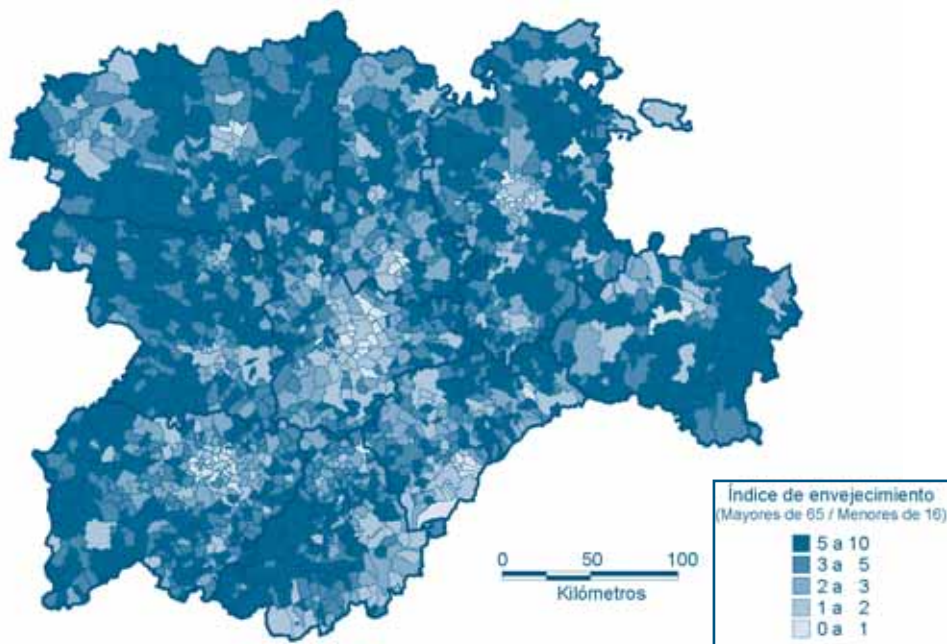 0 50 100
Kilómetros
Índice de envejecimiento
(Mayores de 65 / Menores de 16)
5 a 10
3 a 5
2 a 3
1 a 2
0 a 1